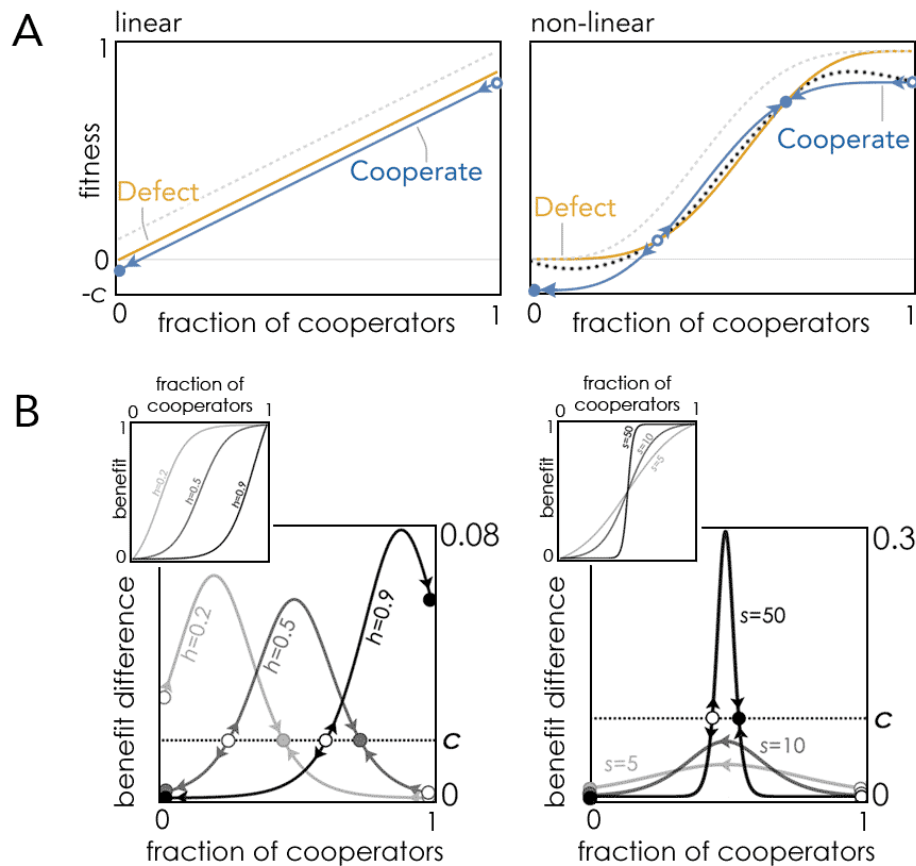 A
linear
non-linear
1
1
fitness
Defect
Cooperate
0
-c
0
1
fraction of cooperators
Defect
Cooperate
0
1
fraction of cooperators
B
fraction of
cooperators
0
1
1
benefit
0
h=0.2
h=0.5
h=0.9
0.08
benefit difference
h=0.2
h=0.5
h=0.9
c
0
0
1
fraction of cooperators
fraction of
cooperators
0
1
1
benefit
0
s=50
s=10
s=5
0.3
benefit difference
s=50
s=5
s=10
c
0
0
1
fraction of cooperators